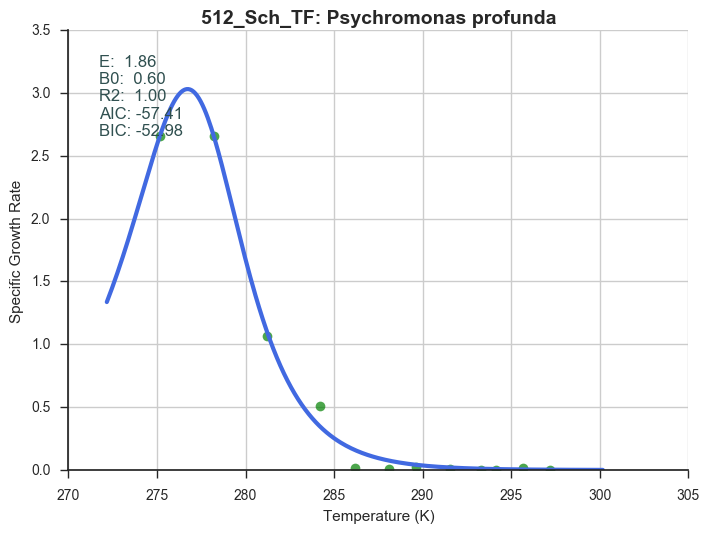 512_Sch_TF: Psychromonas profunda
3.5
3.0
2.5
2.0
1.5
1.0
0.5
0.0
Specific Growth Rate
E:  1.86
B0:  0.60
R2:  1.00
AIC: -57.41
BIC: -52.98
270 275 280 285 290 295 300 305
Temperature (K)